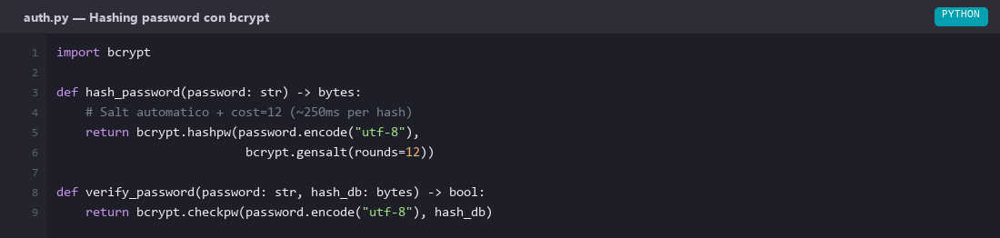 auth.py — Hashing password con bcrypt
PYTHON
1 import bcrypt
2
3 def hash_password(password: str) -> bytes:
4     # Salt automatico + cost=12 (~250ms per hash)
5     return bcrypt.hashpw(password.encode("utf-8"),
6                           bcrypt.gensalt(rounds=12))
7
8 def verify_password(password: str, hash_db: bytes) -> bool:
9     return bcrypt.checkpw(password.encode("utf-8"), hash_db)